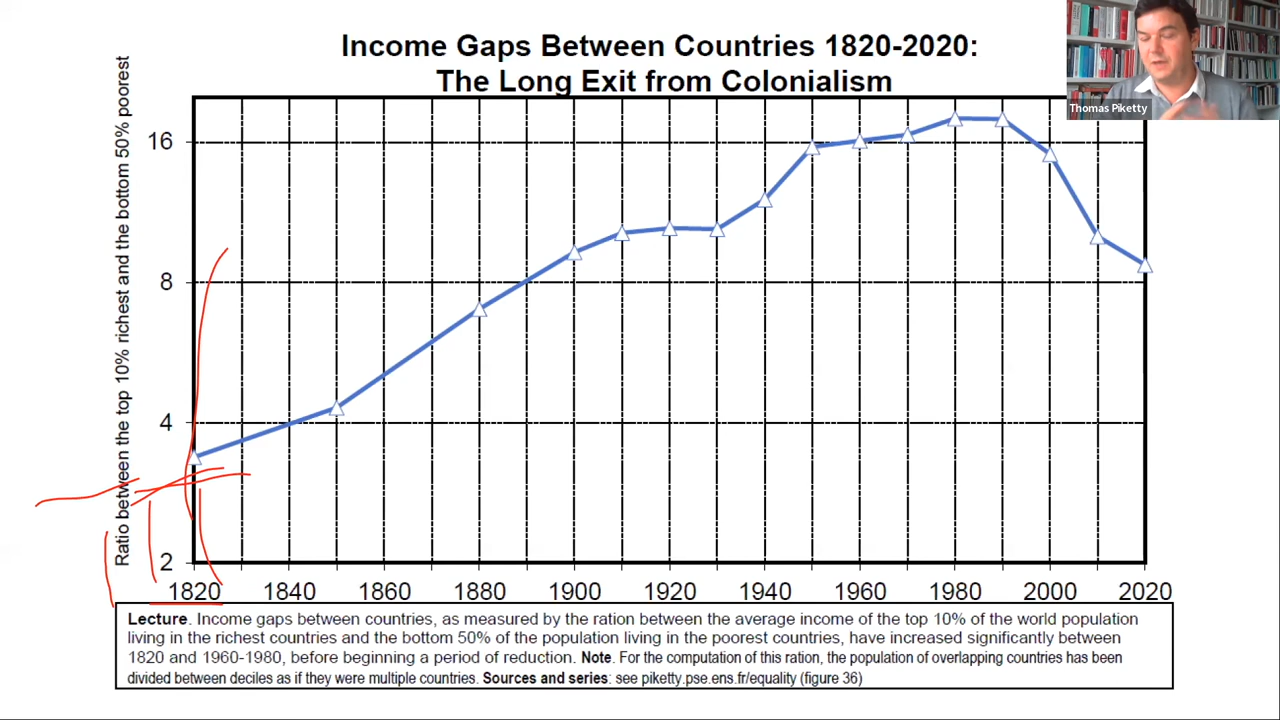 Income Gaps Between Countries 1820-2020:
The Long Exit from Colonialism
Thomas Piketty
Ratio between the top 10% richest and the bottom 50% poorest
16
8
4
2
1820 1840 1860 1880 1900 1920 1940 1960 1980 2000 2020
Lecture. Income gaps between countries, as measured by the ration between the average income of the top 10% of the world population
living in the richest countries and the bottom 50% of the population living in the poorest countries, have increased significantly between
1820 and 1960-1980, before beginning a period of reduction. Note. For the computation of this ration, the population of overlapping countries has been
divided between deciles as if they were multiple countries. Sources and series: see piketty.pse.ens.fr/equality (figure 36)